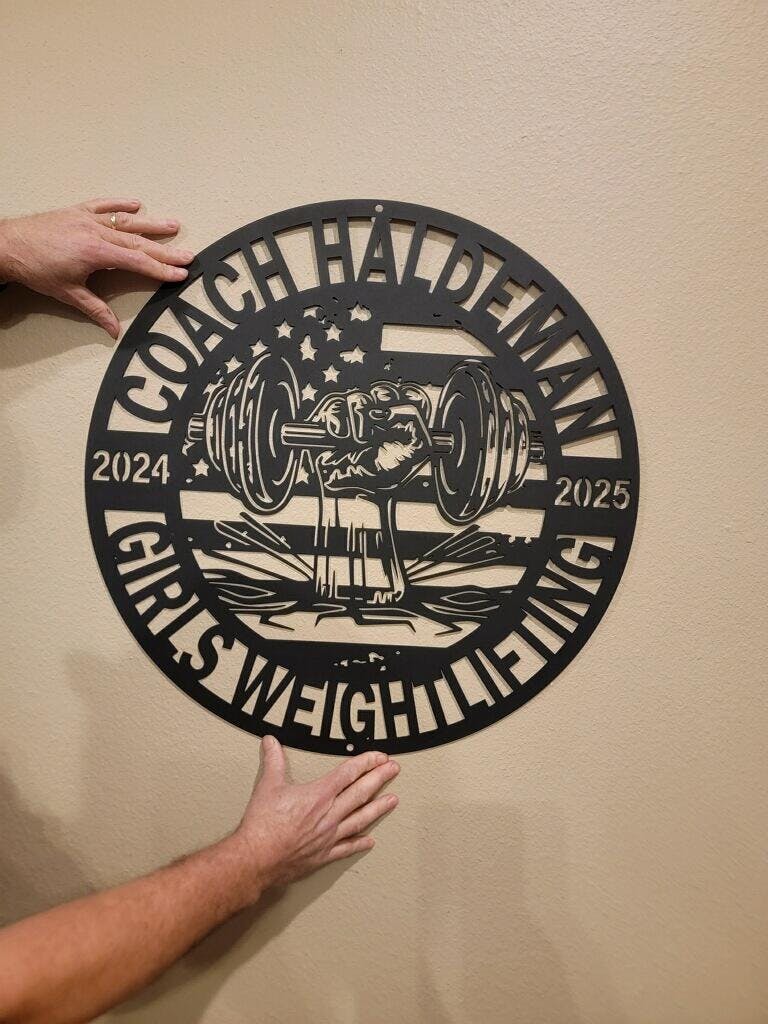 COACH HALDEMAN
2024
2025
GIRLS WEIGHTLIFTING